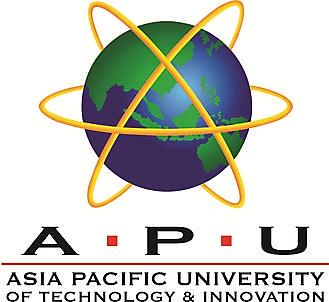 A·P·U
ASIA PACIFIC UNIVERSITY
OF TECHNOLOGY & INNOVATION